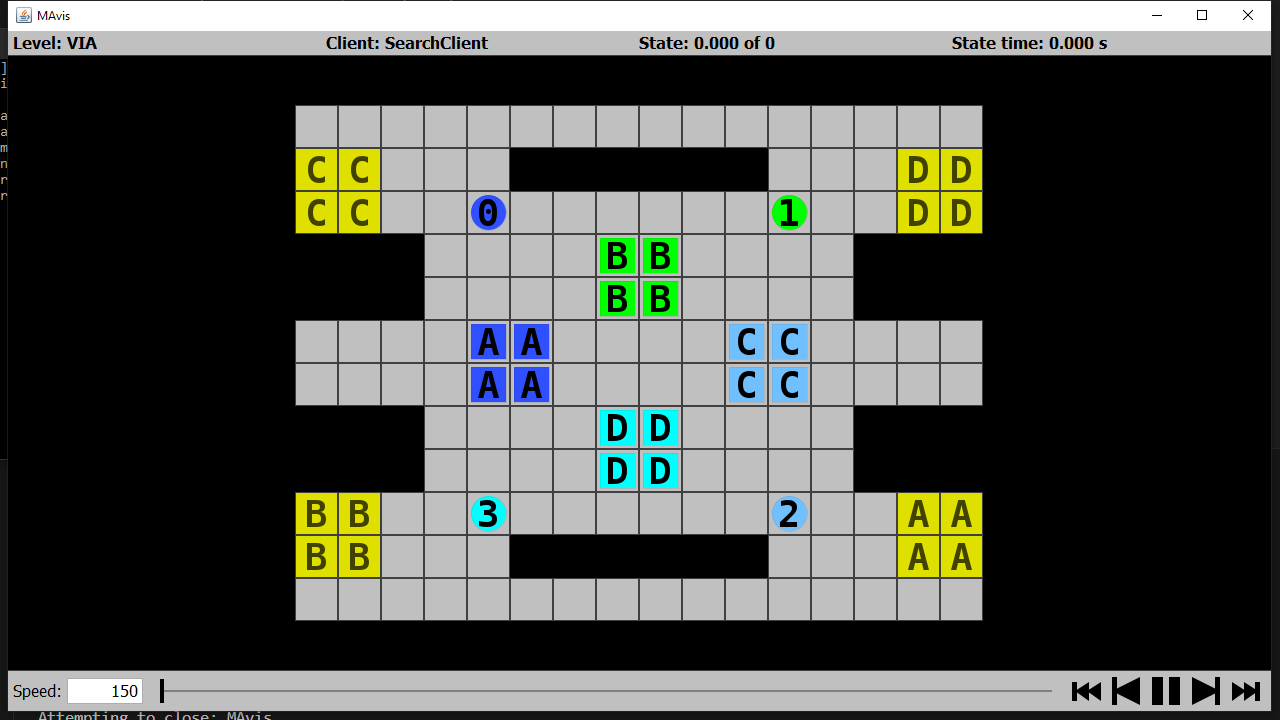 MAvis
Level: VIA Client: SearchClient State: 0.000 of 0 State time: 0.000 s
]
i
a
a
m
n
r
r
C C D D
C C 0 1 D D
B B
B B
A A C C
A A C C
D D
D D
B B 3 2 A A
B B A A
Speed: 150
Attempting to close: MAvis